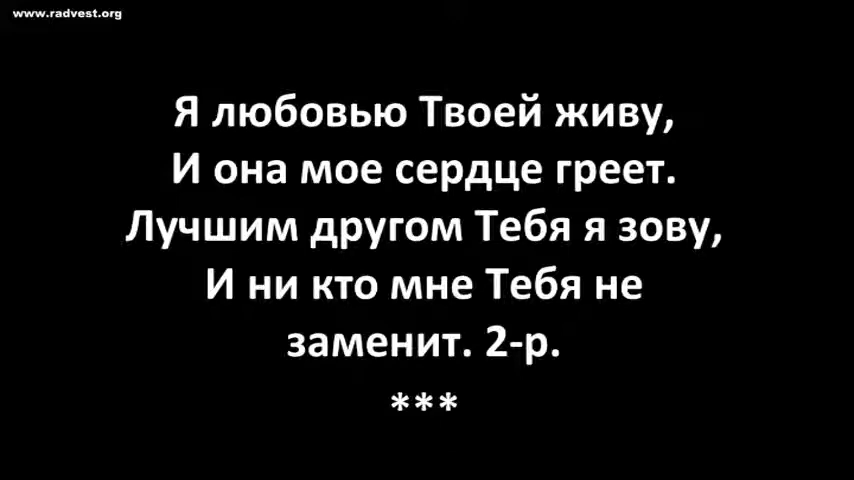 www.radvest.org
Я любовью Твоей живу,
И она мое сердце греет.
Лучшим другом Тебя я зову,
И ни кто мне Тебя не
заменит. 2-р.
***